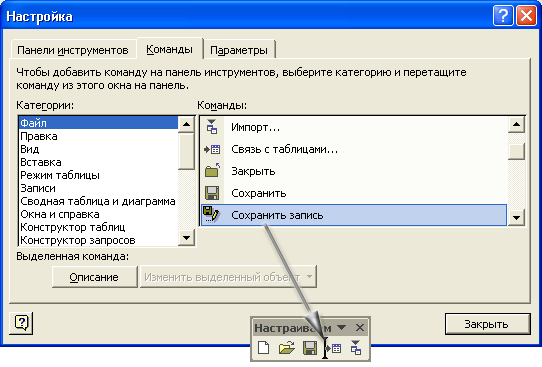 Настройка
Панели инструментов Команды Параметры
Чтобы добавить команду на панель инструментов, выберите категорию и перетащите
команду из этого окна на панель.
Категории: Команды:
Файл
Правка
Вид
Вставка
Режим таблицы
Записи
Сводная таблица и диаграмма
Окна и справка
Конструктор таблиц
Конструктор запросов
Импорт...
Связь с таблицами...
Закрыть
Сохранить
Сохранить запись
Выделенная команда:
Описание Изменить выделенный объект
Закрыть